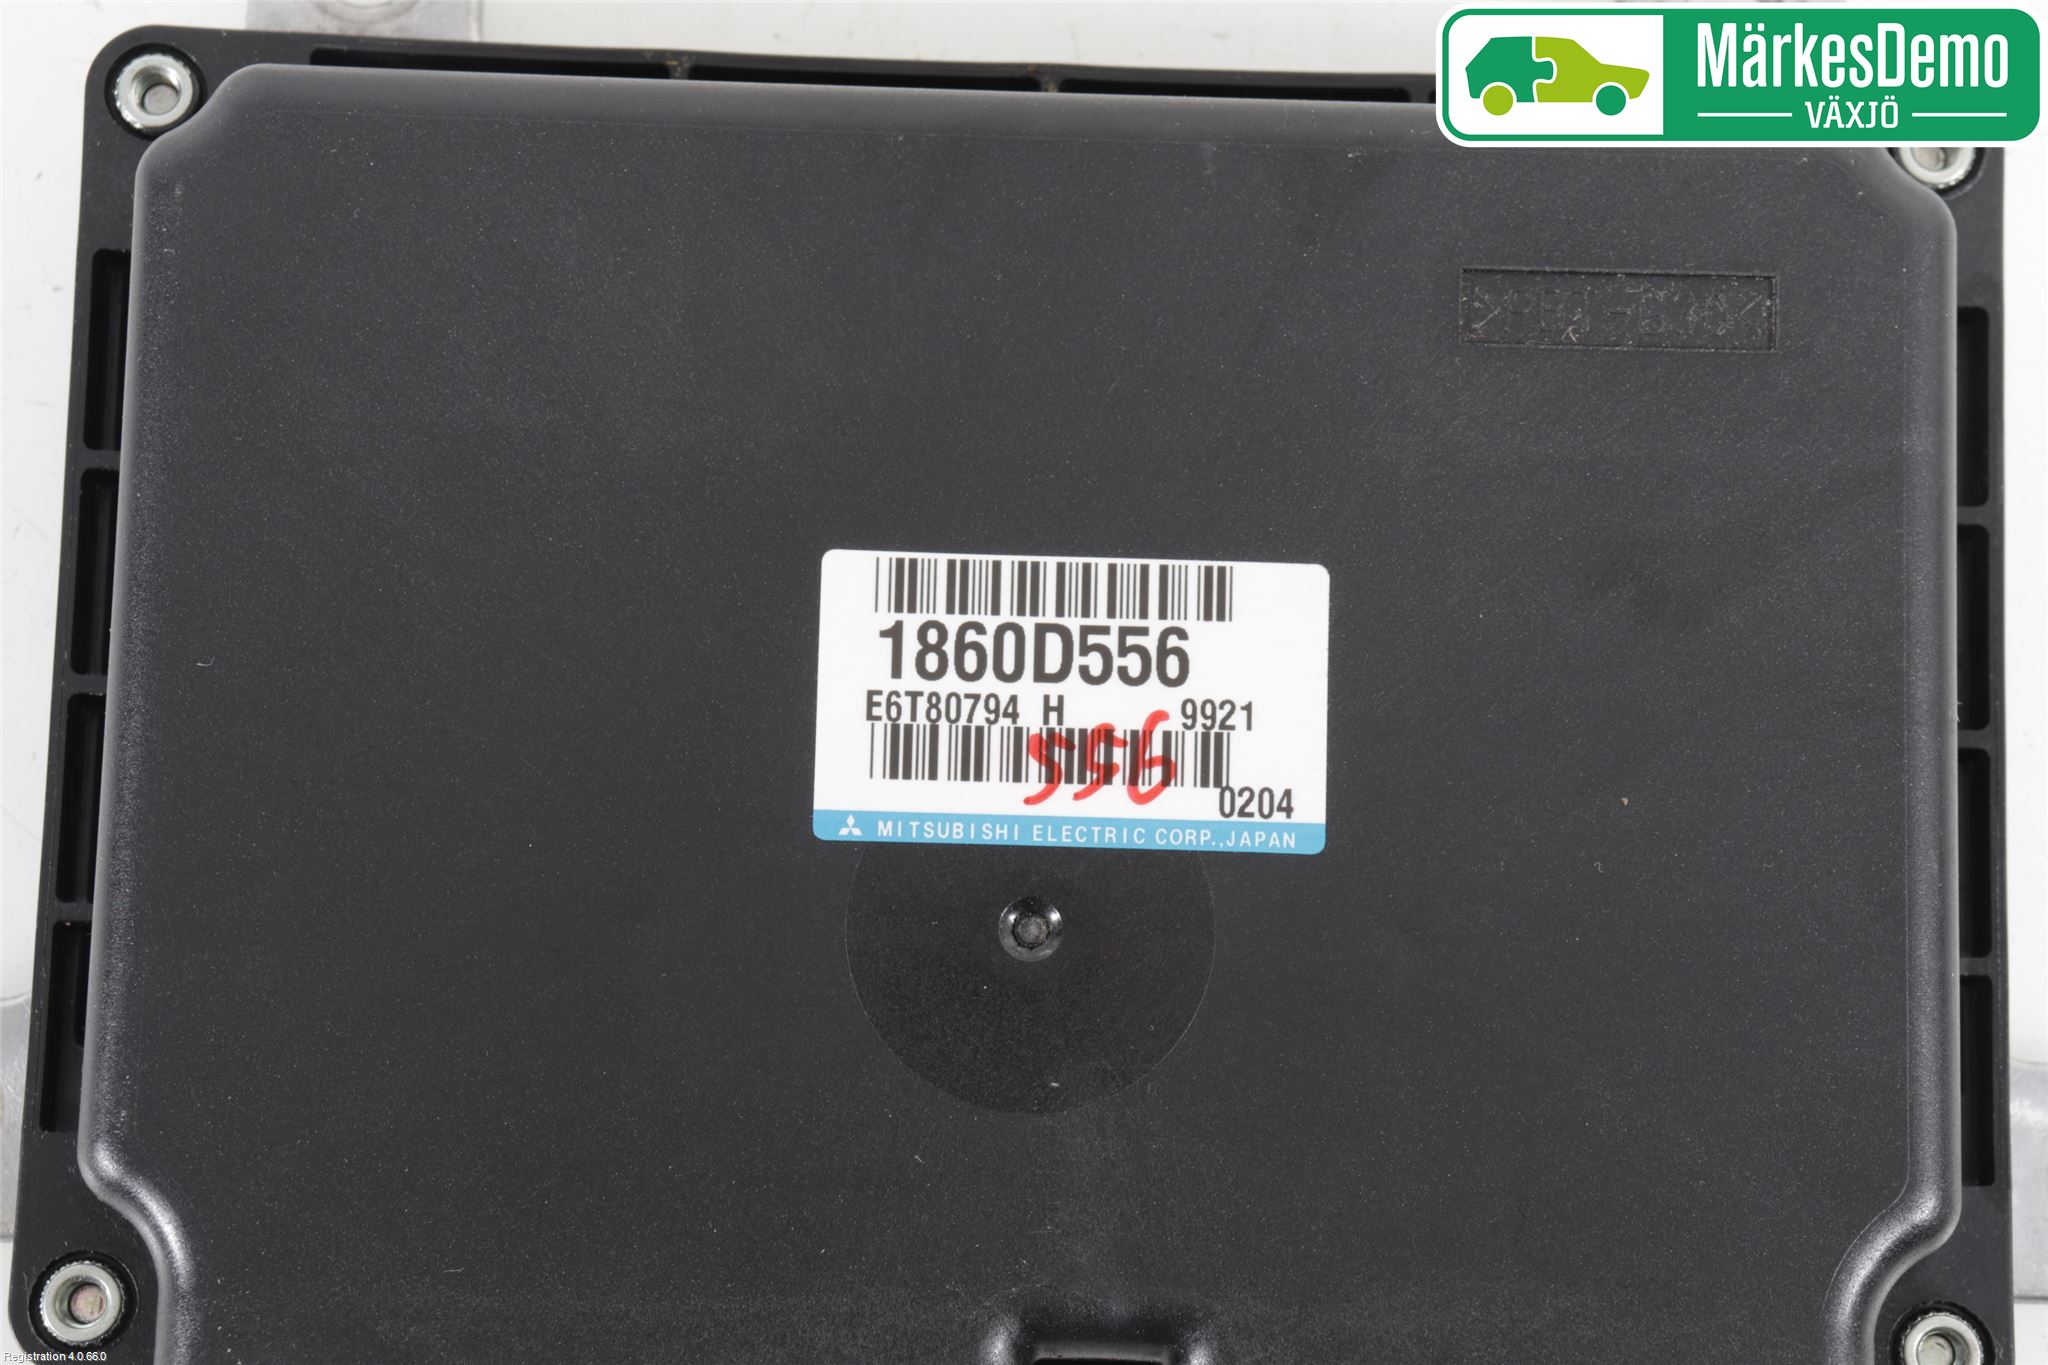 MärkesDemo
VÄXJÖ
1860D556
E6T80794 H 9921
556
0204
MITSUBISHI ELECTRIC CORP.,JAPAN
Registration 4.0.66.0